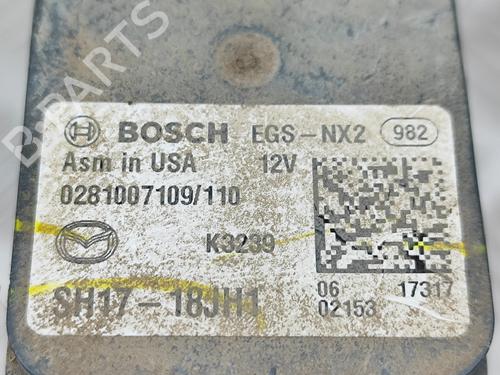 B-PARTS
BOSCH EGS-NX2 982
Asm in USA 12V
0281007109/110
K3239
SH17-18JH1
06 17317
02153